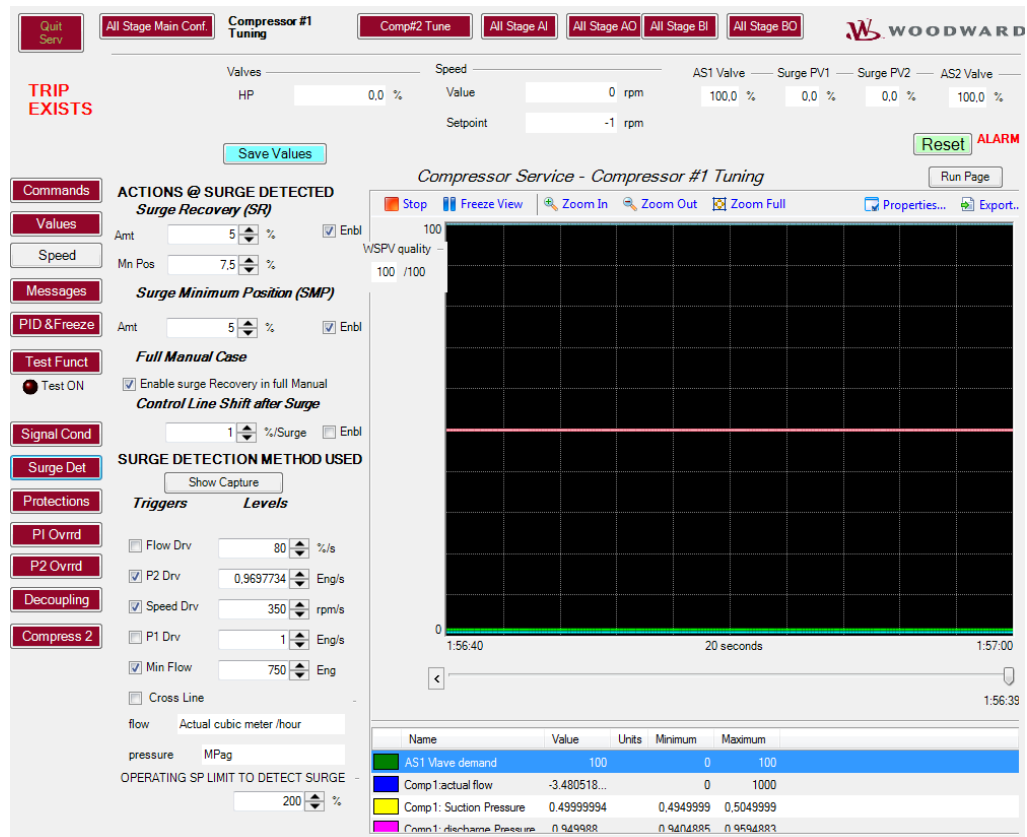 Quit Serv
All Stage Main Conf.
Compressor #1 Tuning
Comp#2 Tune
All Stage AI
All Stage AO
All Stage BI
All Stage BO
WOODWARD
TRIP EXISTS
Valves
HP 0,0 %
Speed
Value 0 rpm
Setpoint -1 rpm
AS1 Valve
100,0 %
Surge PV1
0,0 %
Surge PV2
0,0 %
AS2 Valve
100,0 %
Save Values
Reset
ALARM
Compressor Service - Compressor #1 Tuning
Run Page
Commands
Values
Speed
Messages
PID &Freeze
Test Funct
Test ON
Signal Cond
Surge Det
Protections
PI Ovrrd
P2 Ovrrd
Decoupling
Compress 2
ACTIONS @ SURGE DETECTED
Surge Recovery (SR)
Amt 5 % Enbl
Mn Pos 7,5 %
Surge Minimum Position (SMP)
Amt 5 % Enbl
Full Manual Case
Enable surge Recovery in full Manual
Control Line Shift after Surge
1 %/Surge Enbl
SURGE DETECTION METHOD USED
Show Capture
Triggers Levels
Flow Drv 80 %/s
P2 Drv 0,9697734 Eng/s
Speed Drv 350 rpm/s
P1 Drv 1 Eng/s
Min Flow 750 Eng
Cross Line -
flow Actual cubic meter /hour
pressure MPag
OPERATING SP LIMIT TO DETECT SURGE -
200 %
Stop Freeze View Zoom In Zoom Out Zoom Full Properties... Export..
100
WSPV quality
100 /100
0
1:56:40 20 seconds 1:57:00
<
1:56:39
Name Value Units Minimum Maximum
AS1 Vlave demand 100 0 100
Comp1:actual flow -3.480518... 0 1000
Comp1: Suction Pressure 0.49999994 0,4949999 0,5049999
Comp1: discharge Pressure 0.949988 0.9404885 0.9594883